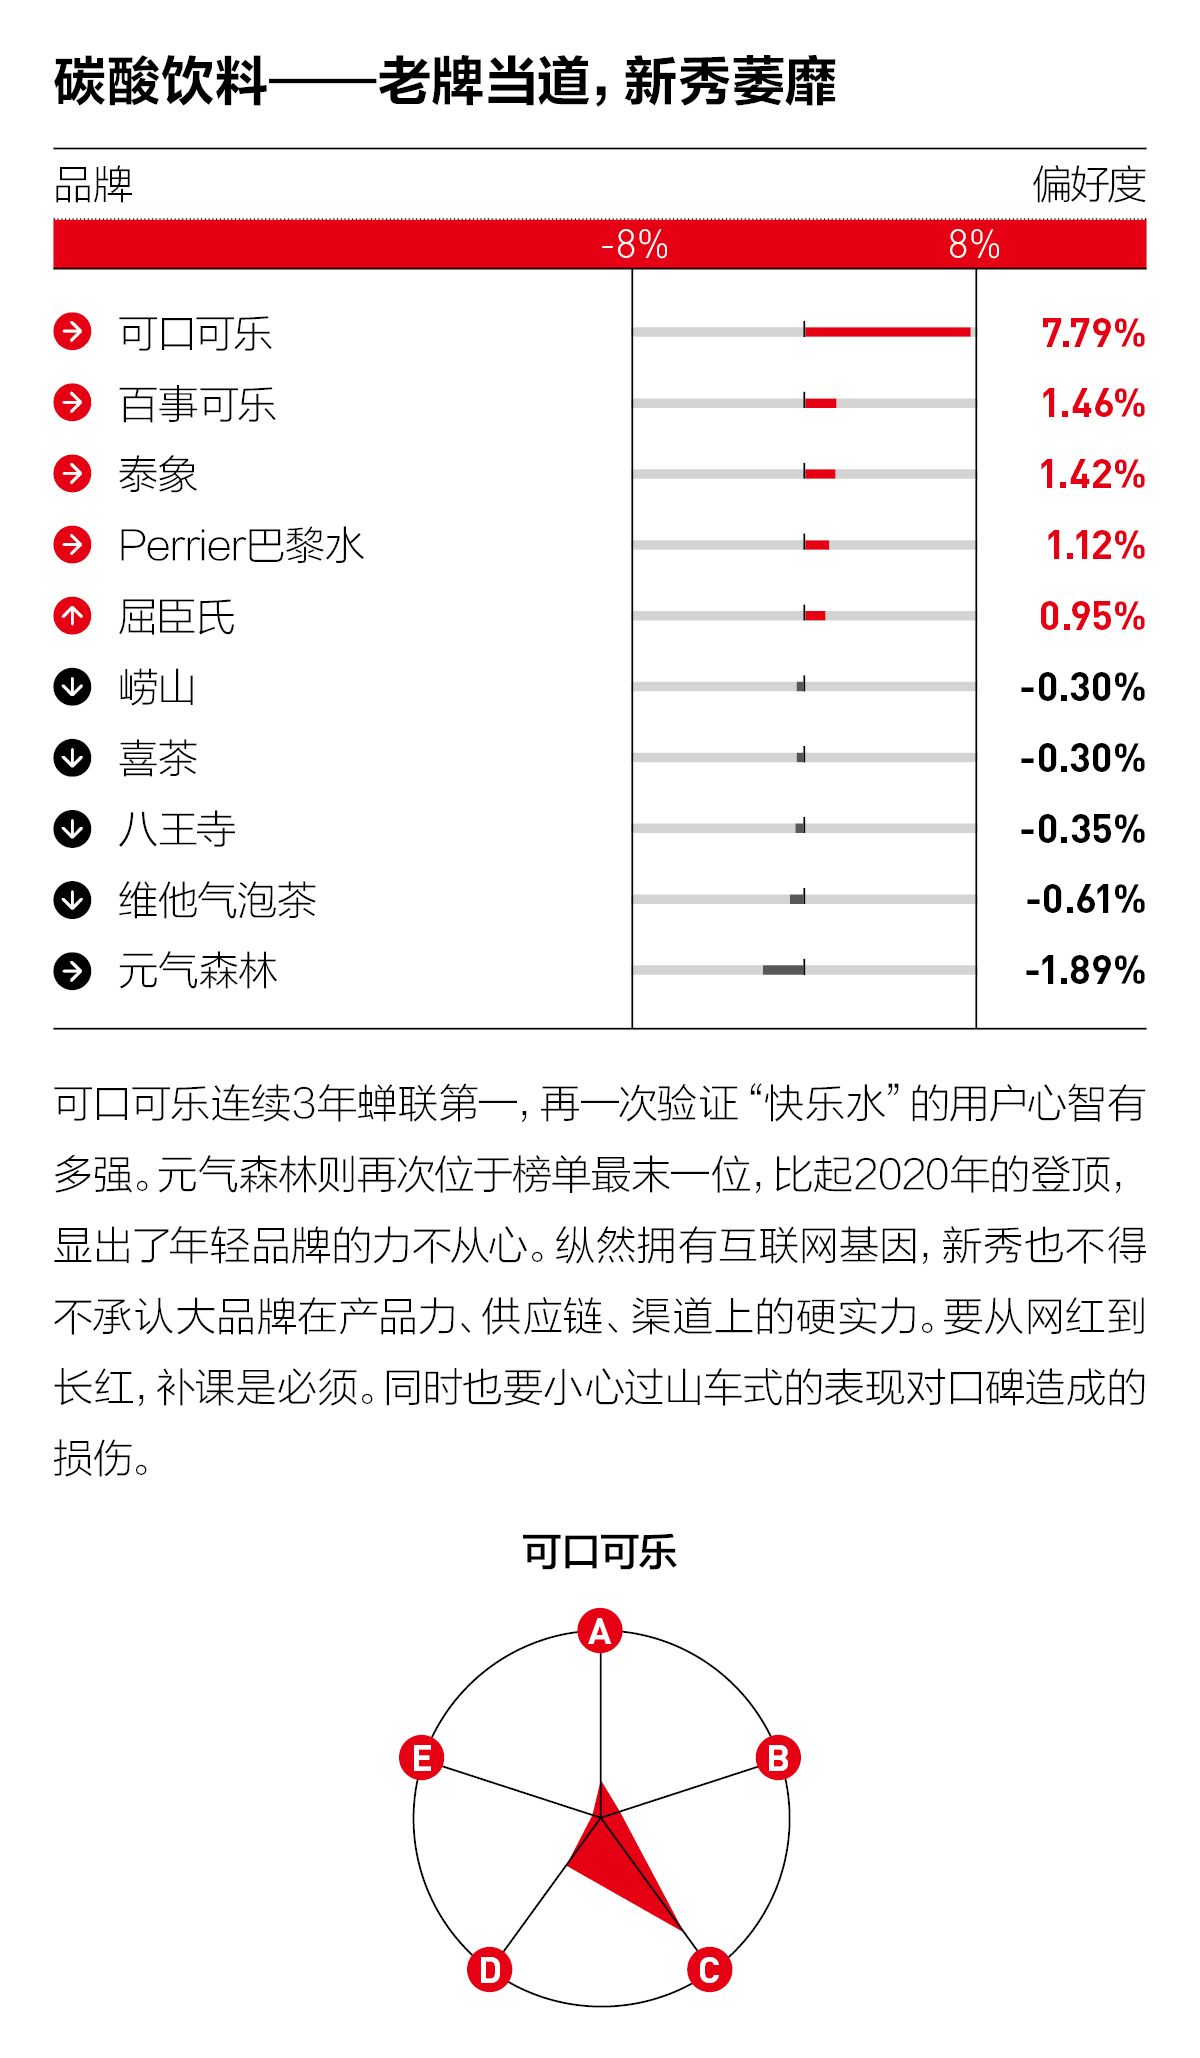 碳酸饮料——老牌当道，新秀萎靡
品牌 偏好度
-8% 8%
可口可乐 7.79%
百事可乐 1.46%
泰象 1.42%
Perrier巴黎水 1.12%
屈臣氏 0.95%
崂山 -0.30%
喜茶 -0.30%
八王寺 -0.35%
维他气泡茶 -0.61%
元气森林 -1.89%
可口可乐连续3年蝉联第一，再一次验证“快乐水”的用户心智有
多强。元气森林则再次位于榜单最末一位，比起2020年的登顶，
显出了年轻品牌的力不从心。纵然拥有互联网基因，新秀也不得
不承认大品牌在产品力、供应链、渠道上的硬实力。要从网红到
长红，补课是必须。同时也要小心过山车式的表现对口碑造成的
损伤。
可口可乐
A
E
B
D
C